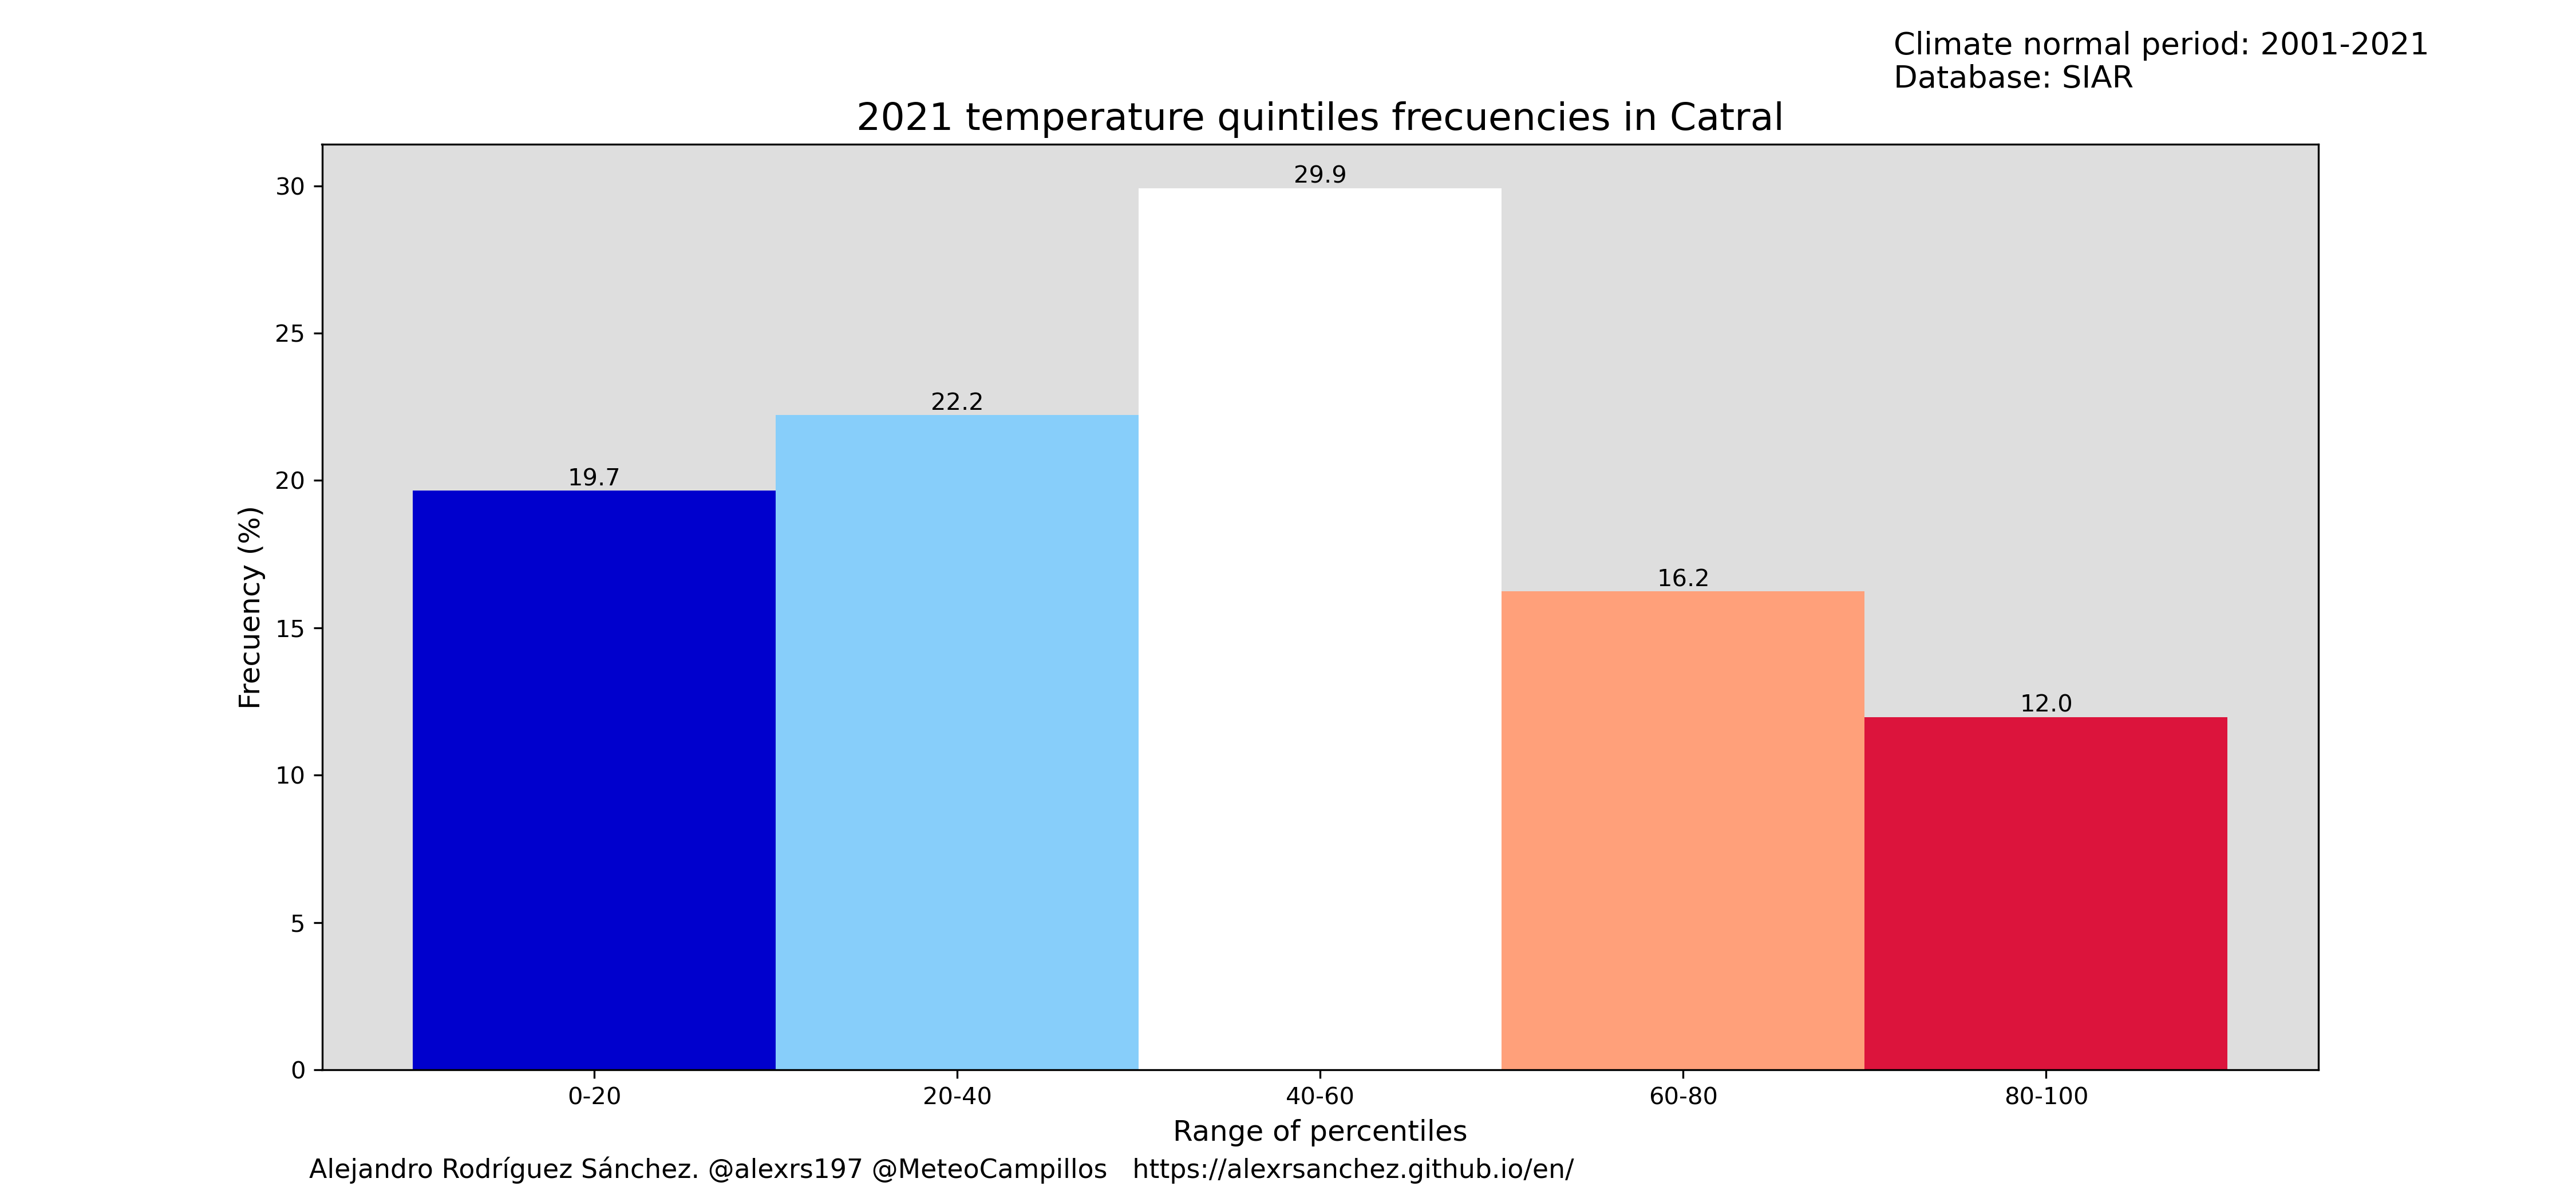 Climate normal period: 2001-2021
Database: SIAR
2021 temperature quintiles frecuencies in Catral
Frecuency (%)
30
25
20
15
10
5
0
19.7
22.2
29.9
16.2
12.0
0-20
20-40
40-60
60-80
80-100
Range of percentiles
Alejandro Rodríguez Sánchez. @alexrs197 @MeteoCampillos   https://alexrsanchez.github.io/en/